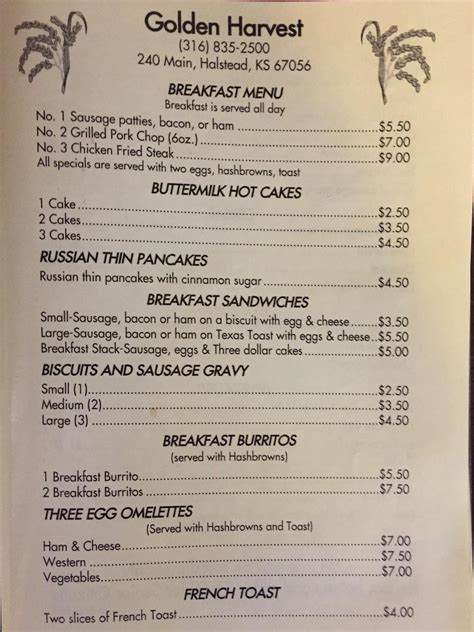 Golden Harvest
(316) 835-2500
240 Main, Halstead, KS 67056
BREAKFAST MENU
Breakfast is served all day
No. 1 Sausage patties, bacon, or ham ..... $5.50
No. 2 Grilled Pork Chop (6oz.) ..... $7.00
No. 3 Chicken Fried Steak ..... $9.00
All specials are served with two eggs, hashbrowns, toast
BUTTERMILK HOT CAKES
1 Cake ..... $2.50
2 Cakes ..... $3.50
3 Cakes ..... $4.50
RUSSIAN THIN PANCAKES
Russian thin pancakes with cinnamon sugar ..... $4.50
BREAKFAST SANDWICHES
Small-Sausage, bacon or ham on a biscuit with egg & cheese ..... $3.50
Large-Sausage, bacon or ham on Texas Toast with eggs & cheese..$5.50
Breakfast Stack-Sausage, eggs & Three dollar cakes ..... $5.00
BISCUITS AND SAUSAGE GRAVY
Small (1) ..... $2.50
Medium (2) ..... $3.50
Large (3) ..... $4.50
BREAKFAST BURRITOS
(served with Hashbrowns)
1 Breakfast Burrito ..... $5.50
2 Breakfast Burritos ..... $7.50
THREE EGG OMELETTES
(Served with Hashbrowns and Toast)
Ham & Cheese ..... $7.00
Western ..... $7.50
Vegetables ..... $7.00
FRENCH TOAST
Two slices of French Toast ..... $4.00